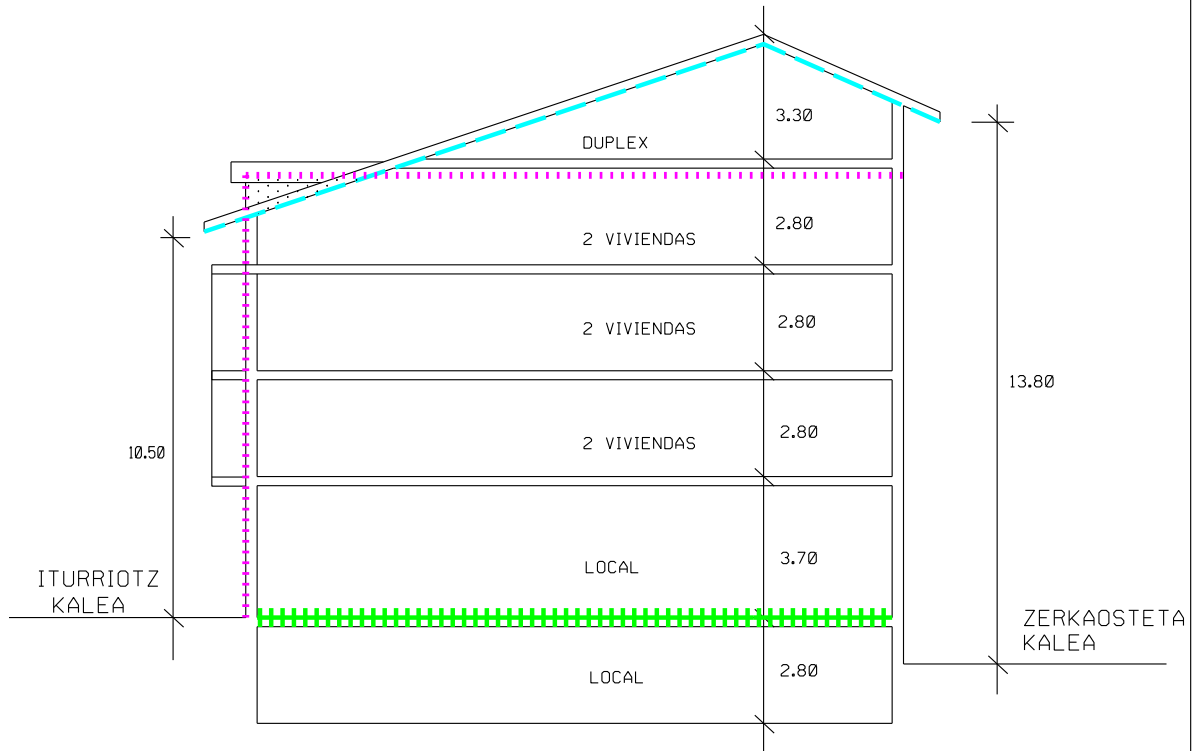 3.30
DUPLEX
2.80
2 VIVIENDAS
2.80
2 VIVIENDAS
13.80
2.80
2 VIVIENDAS
10.50
3.70
LOCAL
ITURRIOTZ
KALEA
ZERKAOSTETA
KALEA
2.80
LOCAL